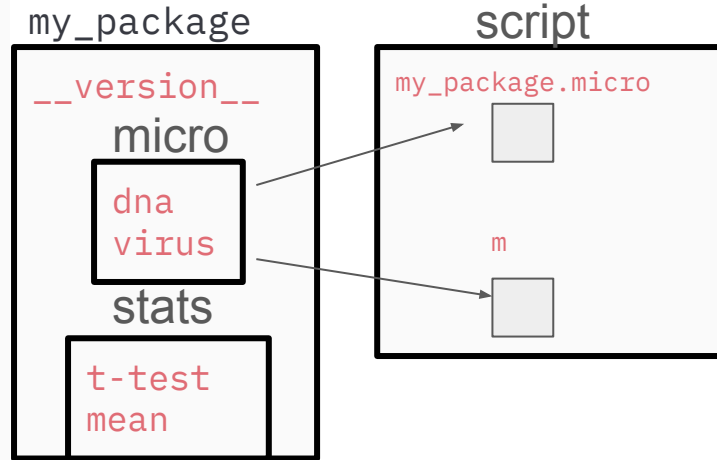 my_package
__version__
micro
dna
virus
stats
t-test
mean
script
my_package.micro
m